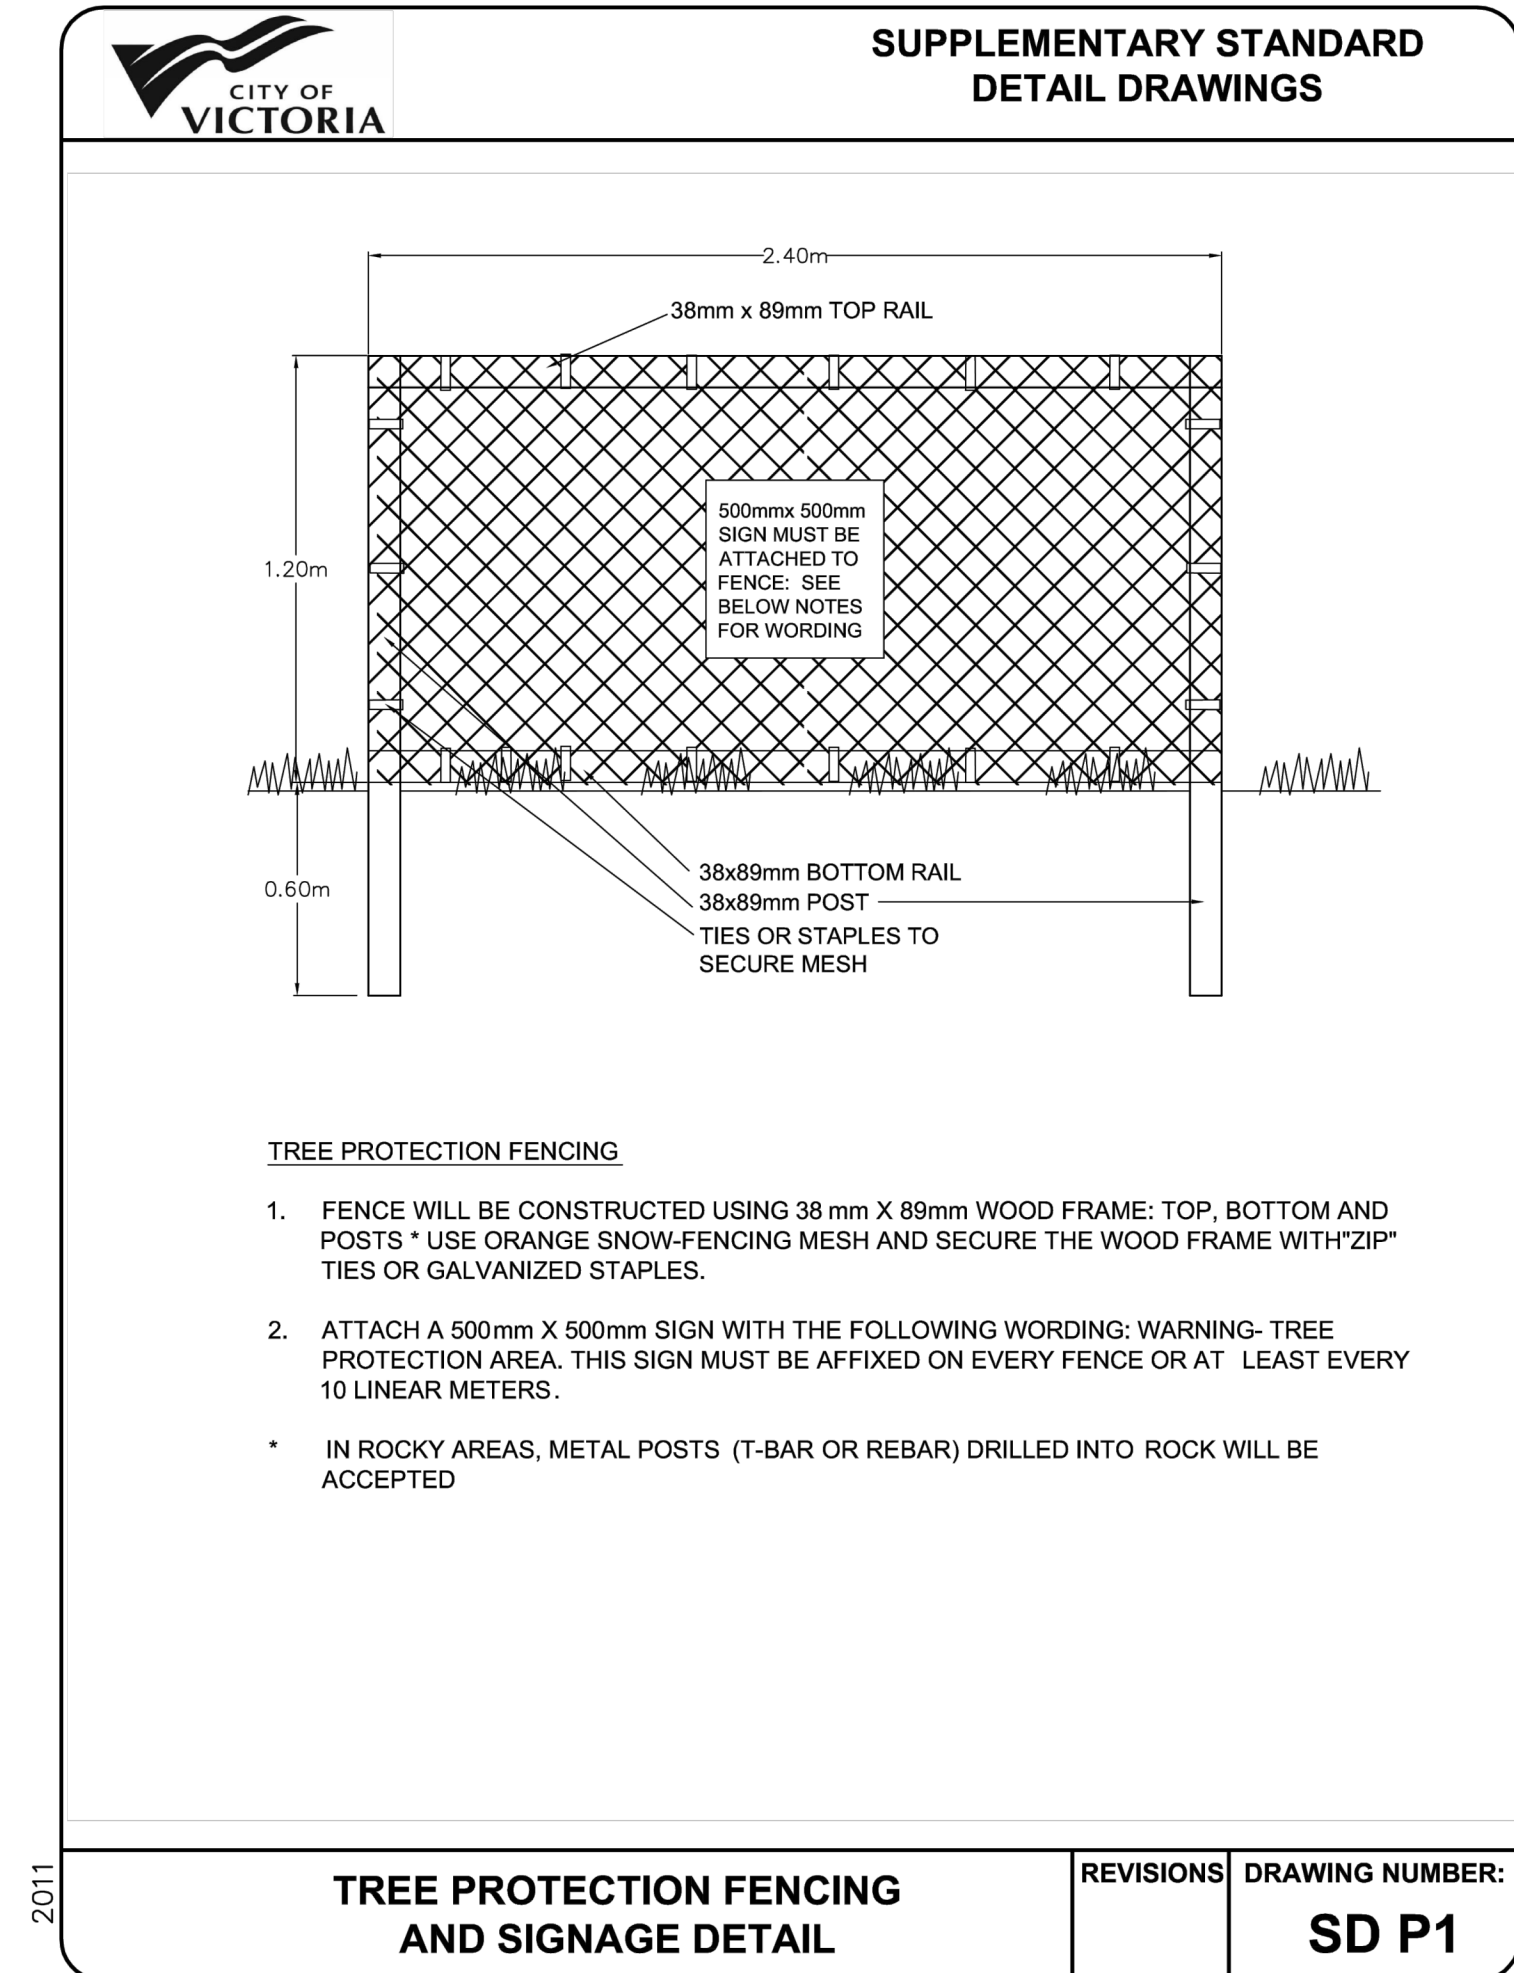 CITY OF
VICTORIA
SUPPLEMENTARY STANDARD
DETAIL DRAWINGS
2.40m
38mm x 89mm TOP RAIL
500mmx 500mm
SIGN MUST BE
ATTACHED TO
FENCE: SEE
BELOW NOTES
FOR WORDING
1.20m
0.60m
38x89mm BOTTOM RAIL
38x89mm POST
TIES OR STAPLES TO
SECURE MESH
TREE PROTECTION FENCING
1. FENCE WILL BE CONSTRUCTED USING 38 mm X 89mm WOOD FRAME: TOP, BOTTOM AND
POSTS * USE ORANGE SNOW-FENCING MESH AND SECURE THE WOOD FRAME WITH"ZIP"
TIES OR GALVANIZED STAPLES.
2. ATTACH A 500mm X 500mm SIGN WITH THE FOLLOWING WORDING: WARNING- TREE
PROTECTION AREA. THIS SIGN MUST BE AFFIXED ON EVERY FENCE OR AT LEAST EVERY
10 LINEAR METERS.
* IN ROCKY AREAS, METAL POSTS (T-BAR OR REBAR) DRILLED INTO ROCK WILL BE
ACCEPTED
2011
TREE PROTECTION FENCING
AND SIGNAGE DETAIL
REVISIONS
DRAWING NUMBER:
SD P1